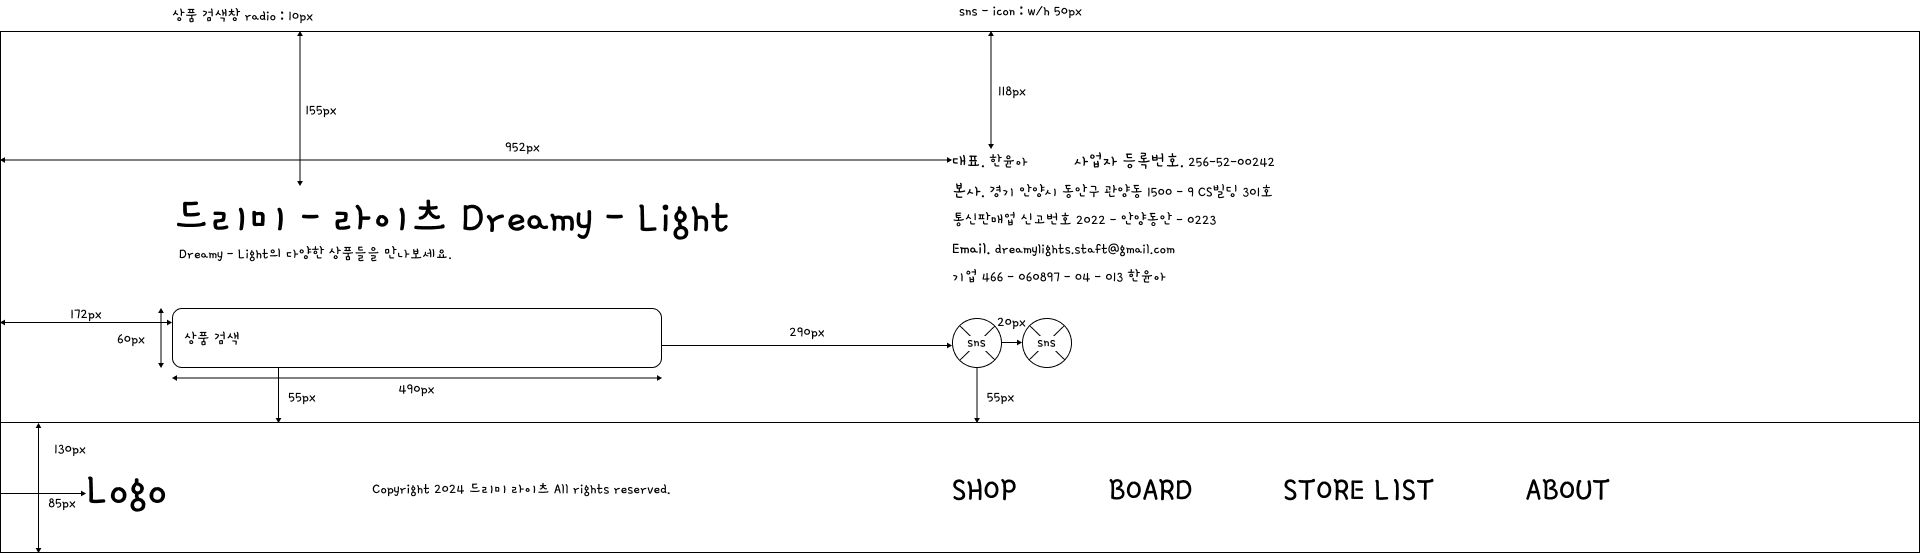 상품 검색창 radio : 10px
sns - icon : w/h 50px
155px
118px
952px
대표. 한윤아 사업자 등록번호. 256-52-00242
본사. 경기 안양시 동안구 관양동 1500 - 9 CS빌딩 301호
드리미 - 라이츠 Dreamy - Light
통신판매업 신고번호 2022 - 안양동안 - 0223
Dreamy - Light의 다양한 상품들을 만나보세요.
Email. dreamylights.staft@gmail.com
기업 466 - 060897 - 04 - 013 한윤아
172px
60px
상품 검색
290px
20px
sns
sns
490px
55px
55px
130px
85px
Logo
Copyright 2024 드리미 라이츠 All rights reserved.
SHOP
BOARD
STORE LIST
ABOUT